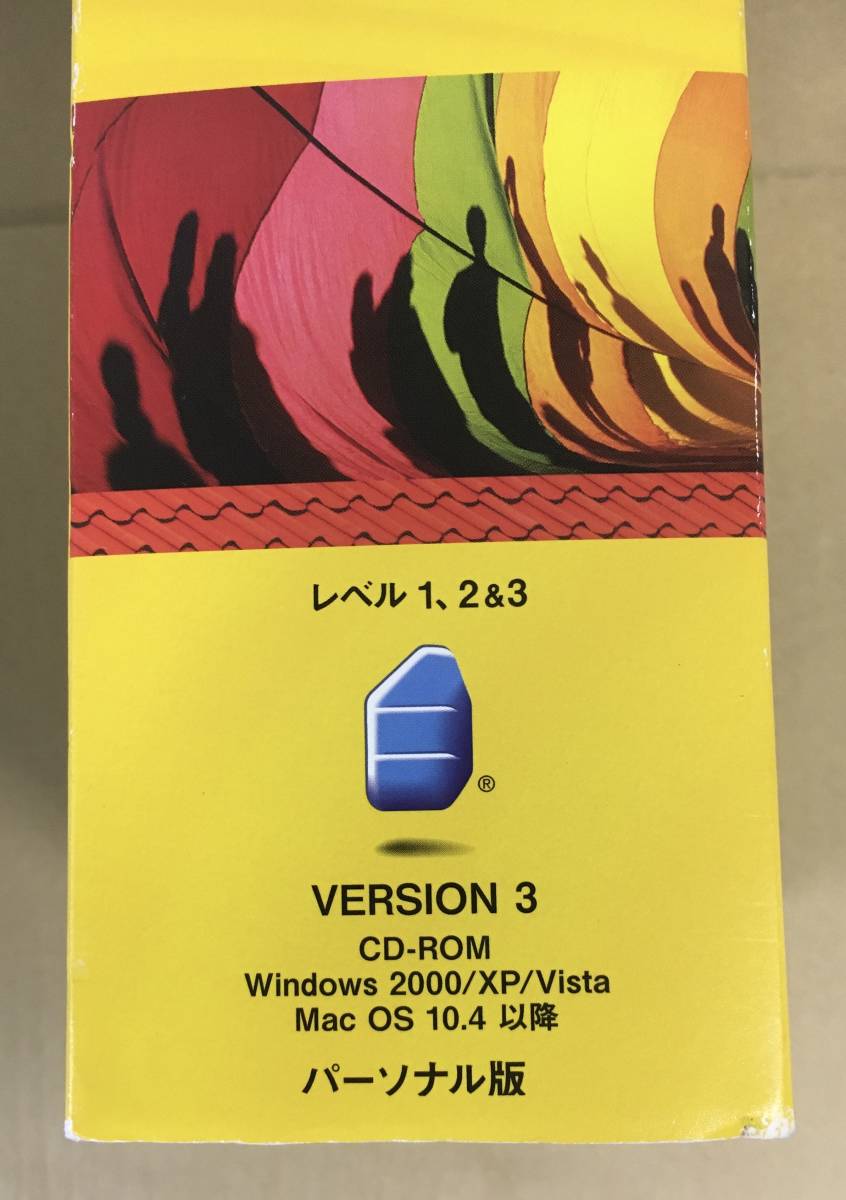 レベル 1、2&3
®
VERSION 3
CD-ROM
Windows 2000/XP/Vista
Mac OS 10.4 以降
パーソナル版